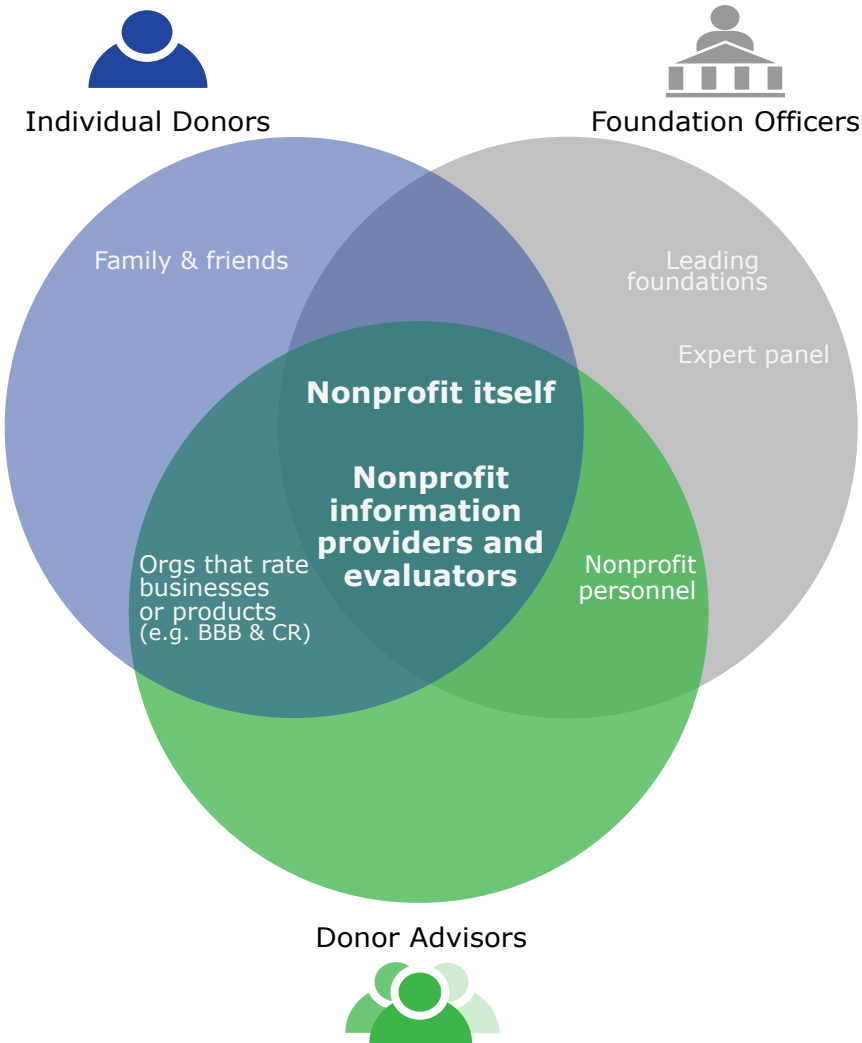 Individual Donors
Foundation Officers
Family & friends
Leading
foundations
Expert panel
Nonprofit itself
Nonprofit
information
providers and
evaluators
Orgs that rate
businesses
or products
(e.g. BBB & CR)
Nonprofit
personnel
Donor Advisors